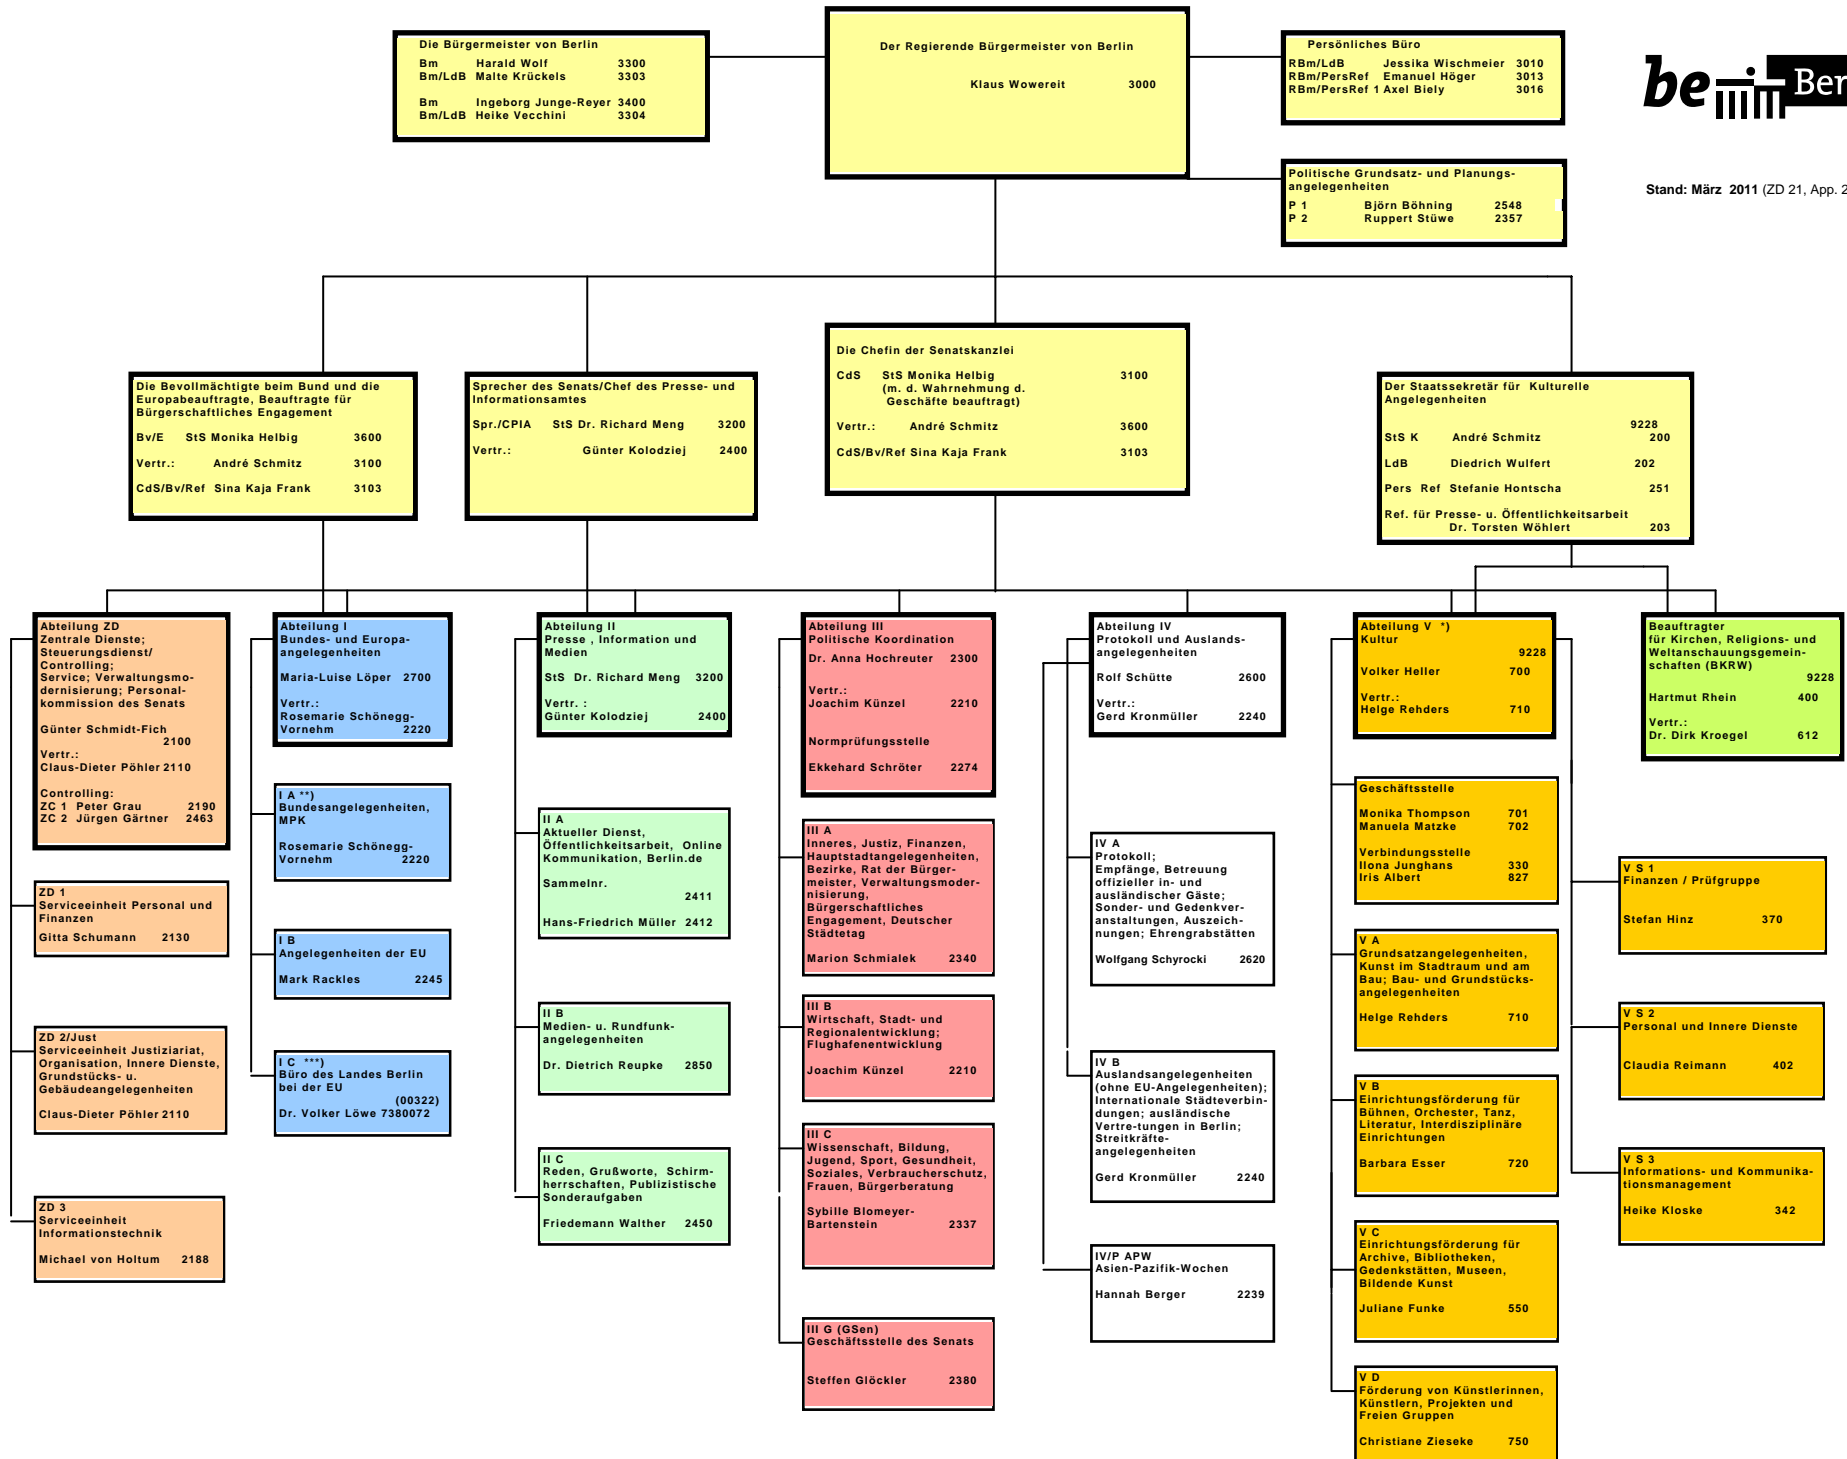 Die Bürgermeister von Berlin
Bm Harald Wolf 3300
Bm/LdB Malte Krückels 3303
Bm Ingeborg Junge-Reyer 3400
Bm/LdB Heike Vecchini 3304
Der Regierende Bürgermeister von Berlin
Klaus Wowereit 3000
Persönliches Büro
RBm/LdB Jessika Wischmeier 3010
RBm/PersRef Emanuel Höger 3013
RBm/PersRef 1 Axel Biely 3016
be Ber
Politische Grundsatz- und Planungs-
angelegenheiten
P 1 Björn Böhning 2548
P 2 Ruppert Stüwe 2357
Stand: März 2011 (ZD 21, App. 2
Die Bevollmächtigte beim Bund und die
Europabeauftragte, Beauftragte für
Bürgerschaftliches Engagement
Bv/E StS Monika Helbig 3600
Vertr.: André Schmitz 3100
CdS/Bv/Ref Sina Kaja Frank 3103
Sprecher des Senats/Chef des Presse- und
Informationsamtes
Spr./CPIA StS Dr. Richard Meng 3200
Vertr.: Günter Kolodziej 2400
Die Chefin der Senatskanzlei
CdS StS Monika Helbig 3100
(m. d. Wahrnehmung d.
Geschäfte beauftragt)
Vertr.: André Schmitz 3600
CdS/Bv/Ref Sina Kaja Frank 3103
Der Staatssekretär für Kulturelle
Angelegenheiten
9228
StS K André Schmitz 200
LdB Diedrich Wulfert 202
Pers Ref Stefanie Hontscha 251
Ref. für Presse- u. Öffentlichkeitsarbeit
Dr. Torsten Wöhlert 203
Abteilung ZD
Zentrale Dienste;
Steuerungsdienst/
Controlling;
Service; Verwaltungsmo-
dernisierung; Personal-
kommission des Senats
Günter Schmidt-Fich
2100
Vertr.:
Claus-Dieter Pöhler 2110
Controlling:
ZC 1 Peter Grau 2190
ZC 2 Jürgen Gärtner 2463
ZD 1
Serviceeinheit Personal und
Finanzen
Gitta Schumann 2130
ZD 2/Just
Serviceeinheit Justiziariat,
Organisation, Innere Dienste,
Grundstücks- u.
Gebäudeangelegenheiten
Claus-Dieter Pöhler 2110
ZD 3
Serviceeinheit
Informationstechnik
Michael von Holtum 2188
Abteilung I
Bundes- und Europa-
angelegenheiten
Maria-Luise Löper 2700
Vertr.:
Rosemarie Schönegg-
Vornehm 2220
I A **)
Bundesangelegenheiten,
MPK
Rosemarie Schönegg-
Vornehm 2220
I B
Angelegenheiten der EU
Mark Rackles 2245
I C ***)
Büro des Landes Berlin
bei der EU
(00322)
Dr. Volker Löwe 7380072
Abteilung II
Presse , Information und
Medien
StS Dr. Richard Meng 3200
Vertr. :
Günter Kolodziej 2400
II A
Aktueller Dienst,
Öffentlichkeitsarbeit, Online
Kommunikation, Berlin.de
Sammelnr.
2411
Hans-Friedrich Müller 2412
II B
Medien- u. Rundfunk-
angelegenheiten
Dr. Dietrich Reupke 2850
II C
Reden, Grußworte, Schirm-
herrschaften, Publizistische
Sonderaufgaben
Friedemann Walther 2450
Abteilung III
Politische Koordination
Dr. Anna Hochreuter 2300
Vertr.:
Joachim Künzel 2210
Normprüfungsstelle
Ekkehard Schröter 2274
III A
Inneres, Justiz, Finanzen,
Hauptstadtangelegenheiten,
Bezirke, Rat der Bürger-
meister, Verwaltungsmoder-
nisierung,
Bürgerschaftliches
Engagement, Deutscher
Städtetag
Marion Schmialek 2340
III B
Wirtschaft, Stadt- und
Regionalentwicklung;
Flughafenentwicklung
Joachim Künzel 2210
III C
Wissenschaft, Bildung,
Jugend, Sport, Gesundheit,
Soziales, Verbraucherschutz,
Frauen, Bürgerberatung
Sybille Blomeyer-
Bartenstein 2337
III G (GSen)
Geschäftsstelle des Senats
Steffen Glöckler 2380
Abteilung IV
Protokoll und Auslands-
angelegenheiten
Rolf Schütte 2600
Vertr.:
Gerd Kronmüller 2240
IV A
Protokoll;
Empfänge, Betreuung
offizieller in- und
ausländischer Gäste;
Sonder- und Gedenkver-
anstaltungen, Auszeich-
nungen; Ehrengrabstätten
Wolfgang Schyrocki 2620
IV B
Auslandsangelegenheiten
(ohne EU-Angelegenheiten);
Internationale Städteverbin-
dungen; ausländische
Vertre-tungen in Berlin;
Streitkräfte-
angelegenheiten
Gerd Kronmüller 2240
IV/P APW
Asien-Pazifik-Wochen
Hannah Berger 2239
Abteilung V *)
Kultur
9228
Volker Heller 700
Vertr.:
Helge Rehders 710
Geschäftsstelle
Monika Thompson 701
Manuela Matzke 702
Verbindungsstelle
Ilona Junghans 330
Iris Albert 827
V A
Grundsatzangelegenheiten,
Kunst im Stadtraum und am
Bau; Bau- und Grundstücks-
angelegenheiten
Helge Rehders 710
V B
Einrichtungsförderung für
Bühnen, Orchester, Tanz,
Literatur, Interdisziplinäre
Einrichtungen
Barbara Esser 720
V C
Einrichtungsförderung für
Archive, Bibliotheken,
Gedenkstätten, Museen,
Bildende Kunst
Juliane Funke 550
V D
Förderung von Künstlerinnen,
Künstlern, Projekten und
Freien Gruppen
Christiane Zieseke 750
Beauftragter
für Kirchen, Religions- und
Weltanschauungsgemein-
schaften (BKRW)
9228
Hartmut Rhein 400
Vertr.:
Dr. Dirk Kroegel 612
V S 1
Finanzen / Prüfgruppe
Stefan Hinz 370
V S 2
Personal und Innere Dienste
Claudia Reimann 402
V S 3
Informations- und Kommunika-
tionsmanagement
Heike Kloske 342